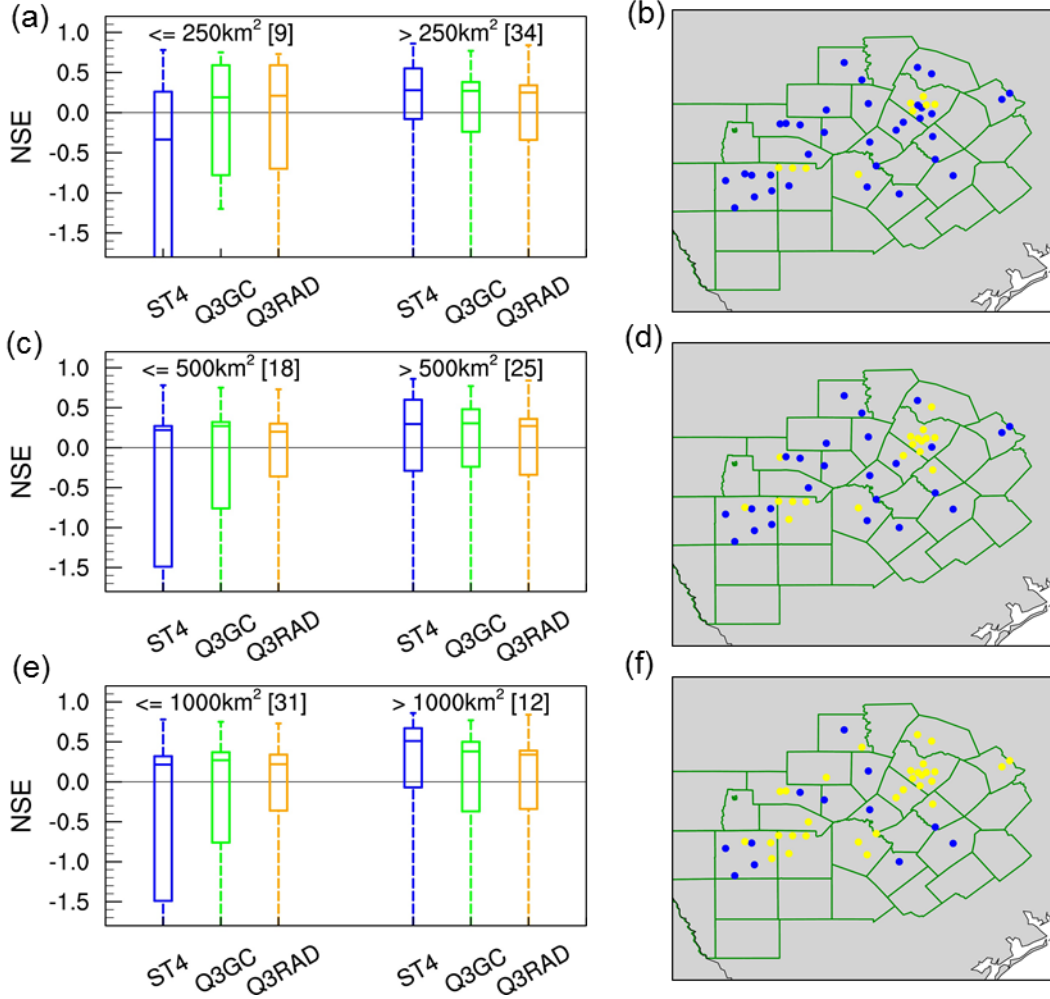 (a)
(b)
<= 250km² [9]
> 250km² [34]
NSE
1.0
0.5
0.0
-0.5
-1.0
-1.5
ST4
Q3GC
Q3RAD
ST4
Q3GC
Q3RAD
(c)
(d)
<= 500km² [18]
> 500km² [25]
NSE
1.0
0.5
0.0
-0.5
-1.0
-1.5
ST4
Q3GC
Q3RAD
ST4
Q3GC
Q3RAD
(e)
(f)
<= 1000km² [31]
> 1000km² [12]
NSE
1.0
0.5
0.0
-0.5
-1.0
-1.5
ST4
Q3GC
Q3RAD
ST4
Q3GC
Q3RAD